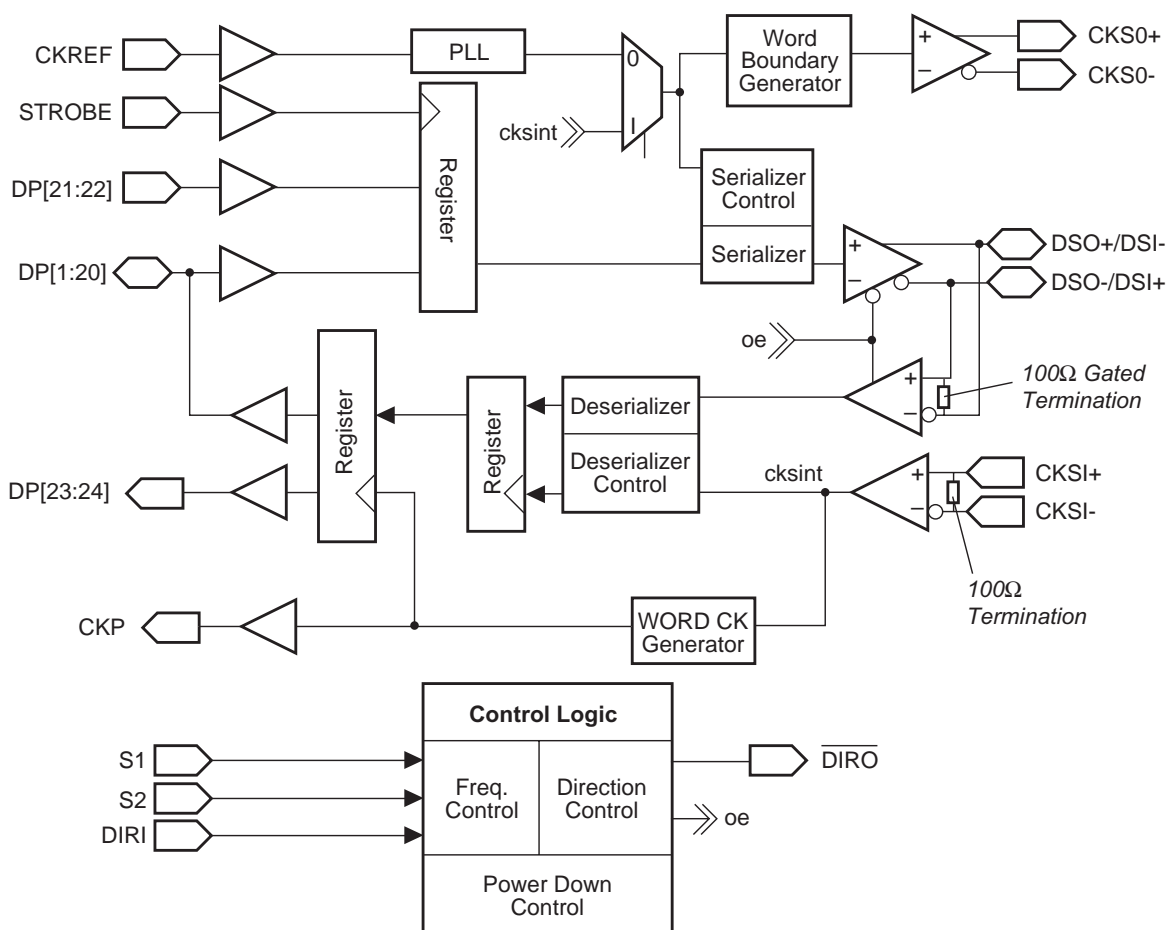 CKREF
PLL
0
Word
Boundary
Generator
+
−
CKS0+
CKS0-
STROBE
cksint
I
Register
DP[21:22]
Serializer
Control
Serializer
DP[1:20]
+
−
DSO+/DSI-
DSO-/DSI+
oe
100Ω Gated
Termination
+
−
Register
Register
Deserializer
Deserializer
Control
cksint
DP[23:24]
+
−
CKSI+
CKSI-
100Ω
Termination
CKP
WORD CK
Generator
Control Logic
S1
S2
DIRI
Freq.
Control
Direction
Control
DIRO
oe
Power Down
Control